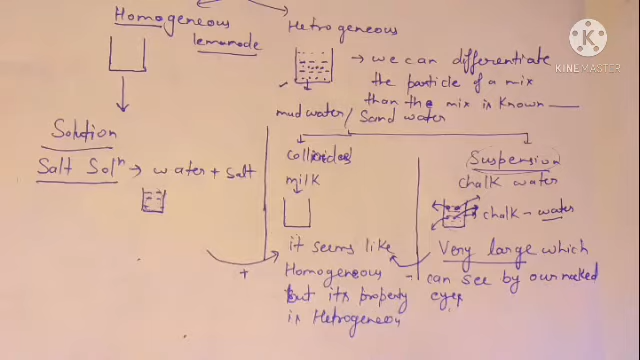 Homogeneous
lemonode
Hetrogeneous
→ we can differentiate
the particle of a mix
than the mix is known
mud water / Sand water
Solution
Salt Solⁿ → water + salt
colloides
milk
it seems like
Homogeneous
but its property
is Hetrogeneous
Suspension
chalk water
chalk - water
Very large which
can see by our naked
eyes
+
-
KINEMASTER